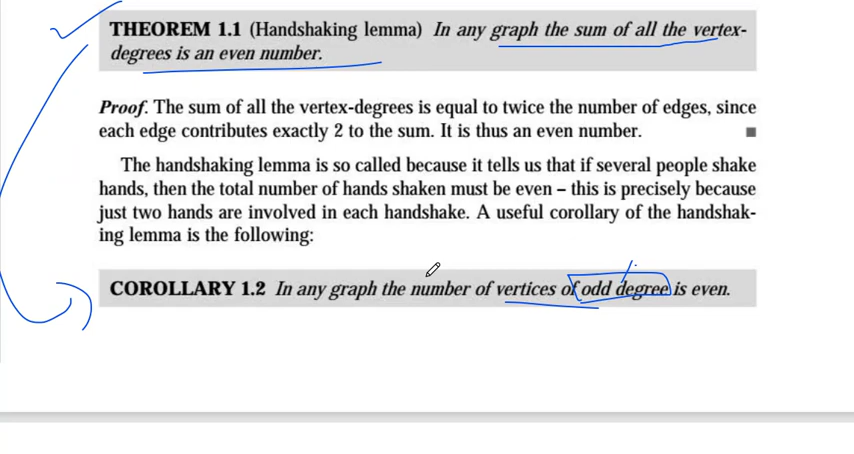 THEOREM 1.1 (Handshaking lemma) In any graph the sum of all the vertex-
degrees is an even number.
Proof. The sum of all the vertex-degrees is equal to twice the number of edges, since
each edge contributes exactly 2 to the sum. It is thus an even number. ■
The handshaking lemma is so called because it tells us that if several people shake
hands, then the total number of hands shaken must be even – this is precisely because
just two hands are involved in each handshake. A useful corollary of the handshak-
ing lemma is the following:
COROLLARY 1.2 In any graph the number of vertices of odd degree is even.